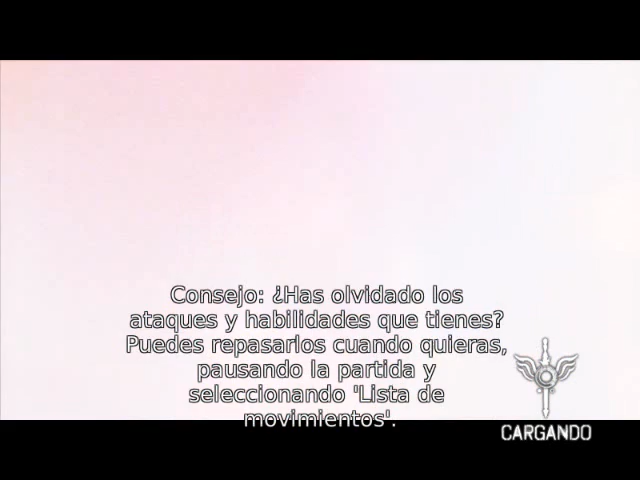 Consejo: ¿Has olvidado los
ataques y habilidades que tienes?
Puedes repasarlos cuando quieras,
pausando la partida y
seleccionando 'Lista de
movimientos'.
CARGANDO